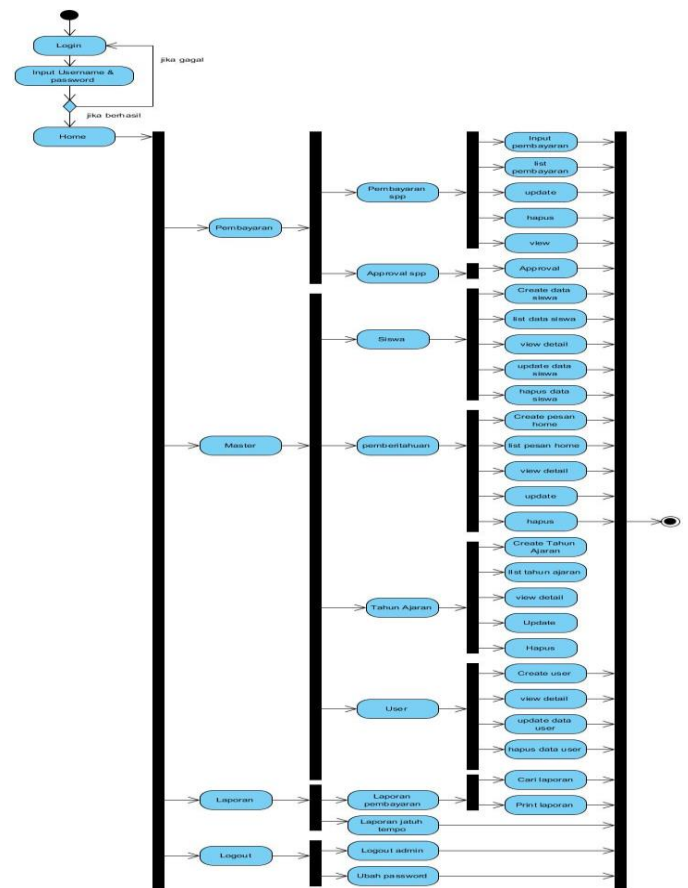 Login
jika gagal
Input Username &
password
jika berhasil
Home
Pembayaran
Pembayaran
spp
Input
pembayaran
list
pembayaran
update
hapus
view
Approval spp
Approval
Master
Siswa
Create data
siswa
list data siswa
view detail
update data
siswa
hapus data
siswa
pemberitahuan
Create pesan
home
list pesan home
view detail
update
hapus
Tahun Ajaran
Create Tahun
Ajaran
list tahun ajaran
view detail
Update
Hapus
User
Create user
view detail
update data
user
hapus data user
Laporan
Laporan
pembayaran
Cari laporan
Print laporan
Laporan jatuh
tempo
Logout
Logout admin
Ubah password